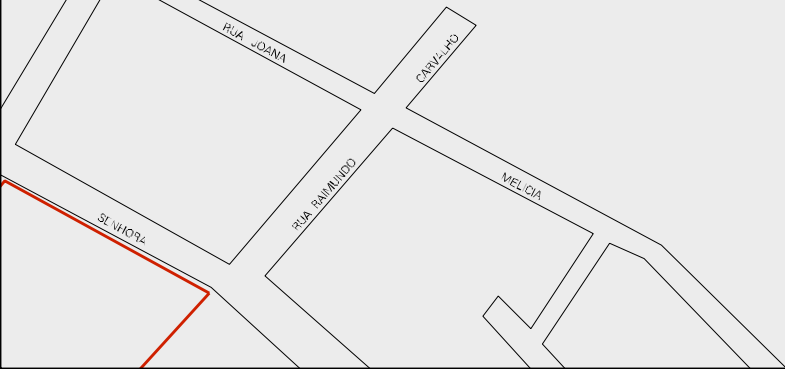 RUA JOANA
CARVALHO
RUA RAIMUNDO
MELICIA
SENHORA